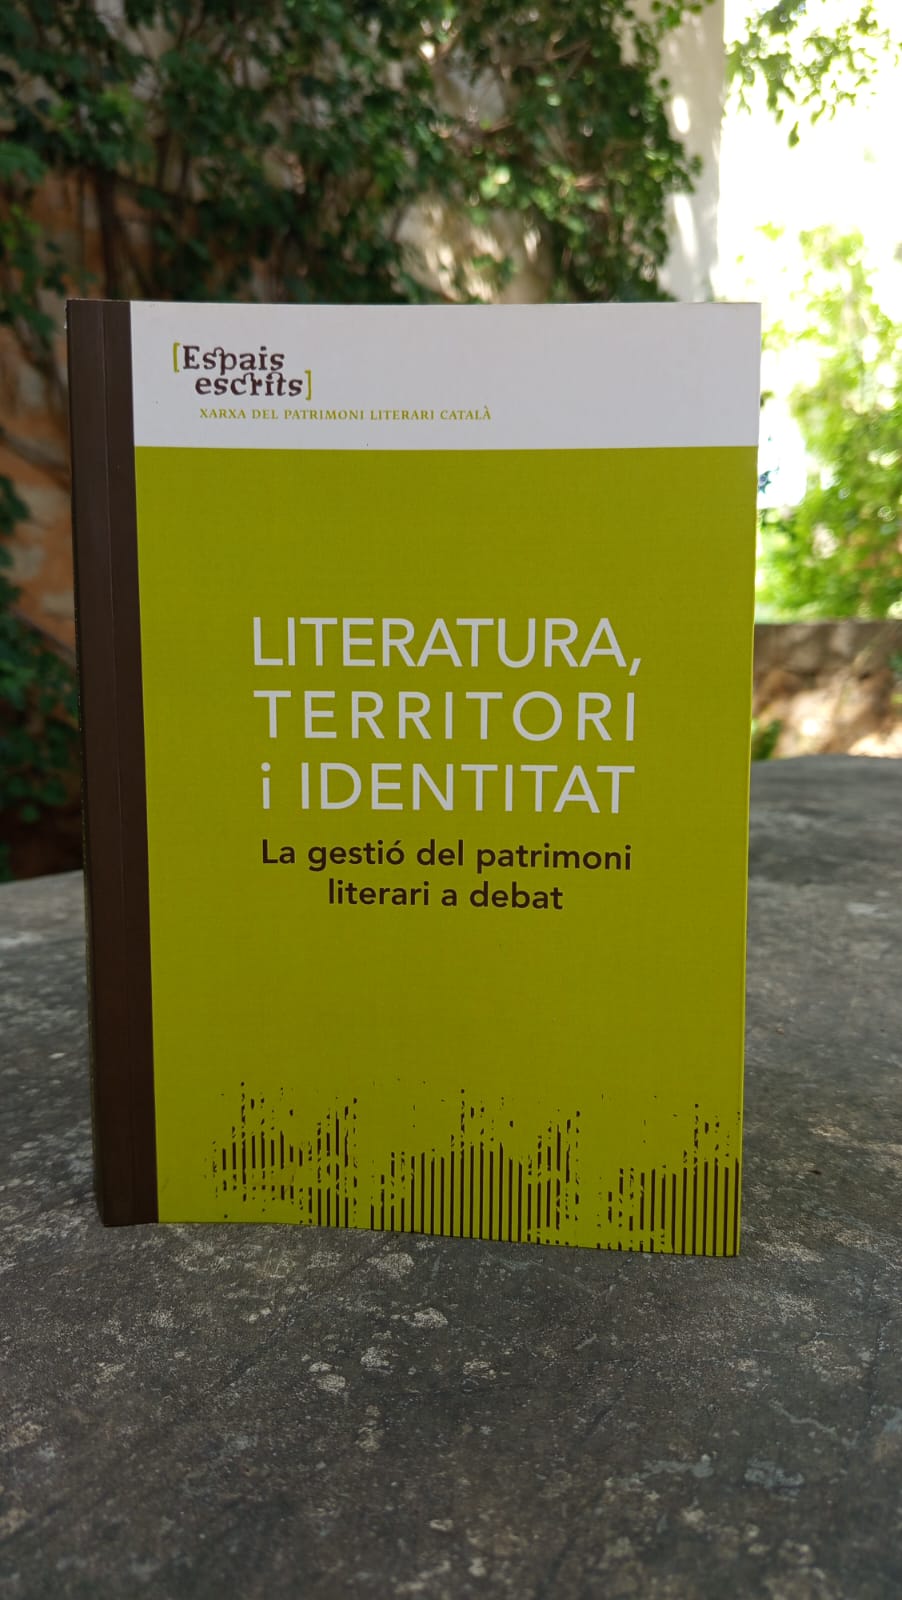 [Espais
escrits]
XARXA DEL PATRIMONI LITERARI CATALÀ
LITERATURA,
TERRITORI
i IDENTITAT
La gestió del patrimoni
literari a debat